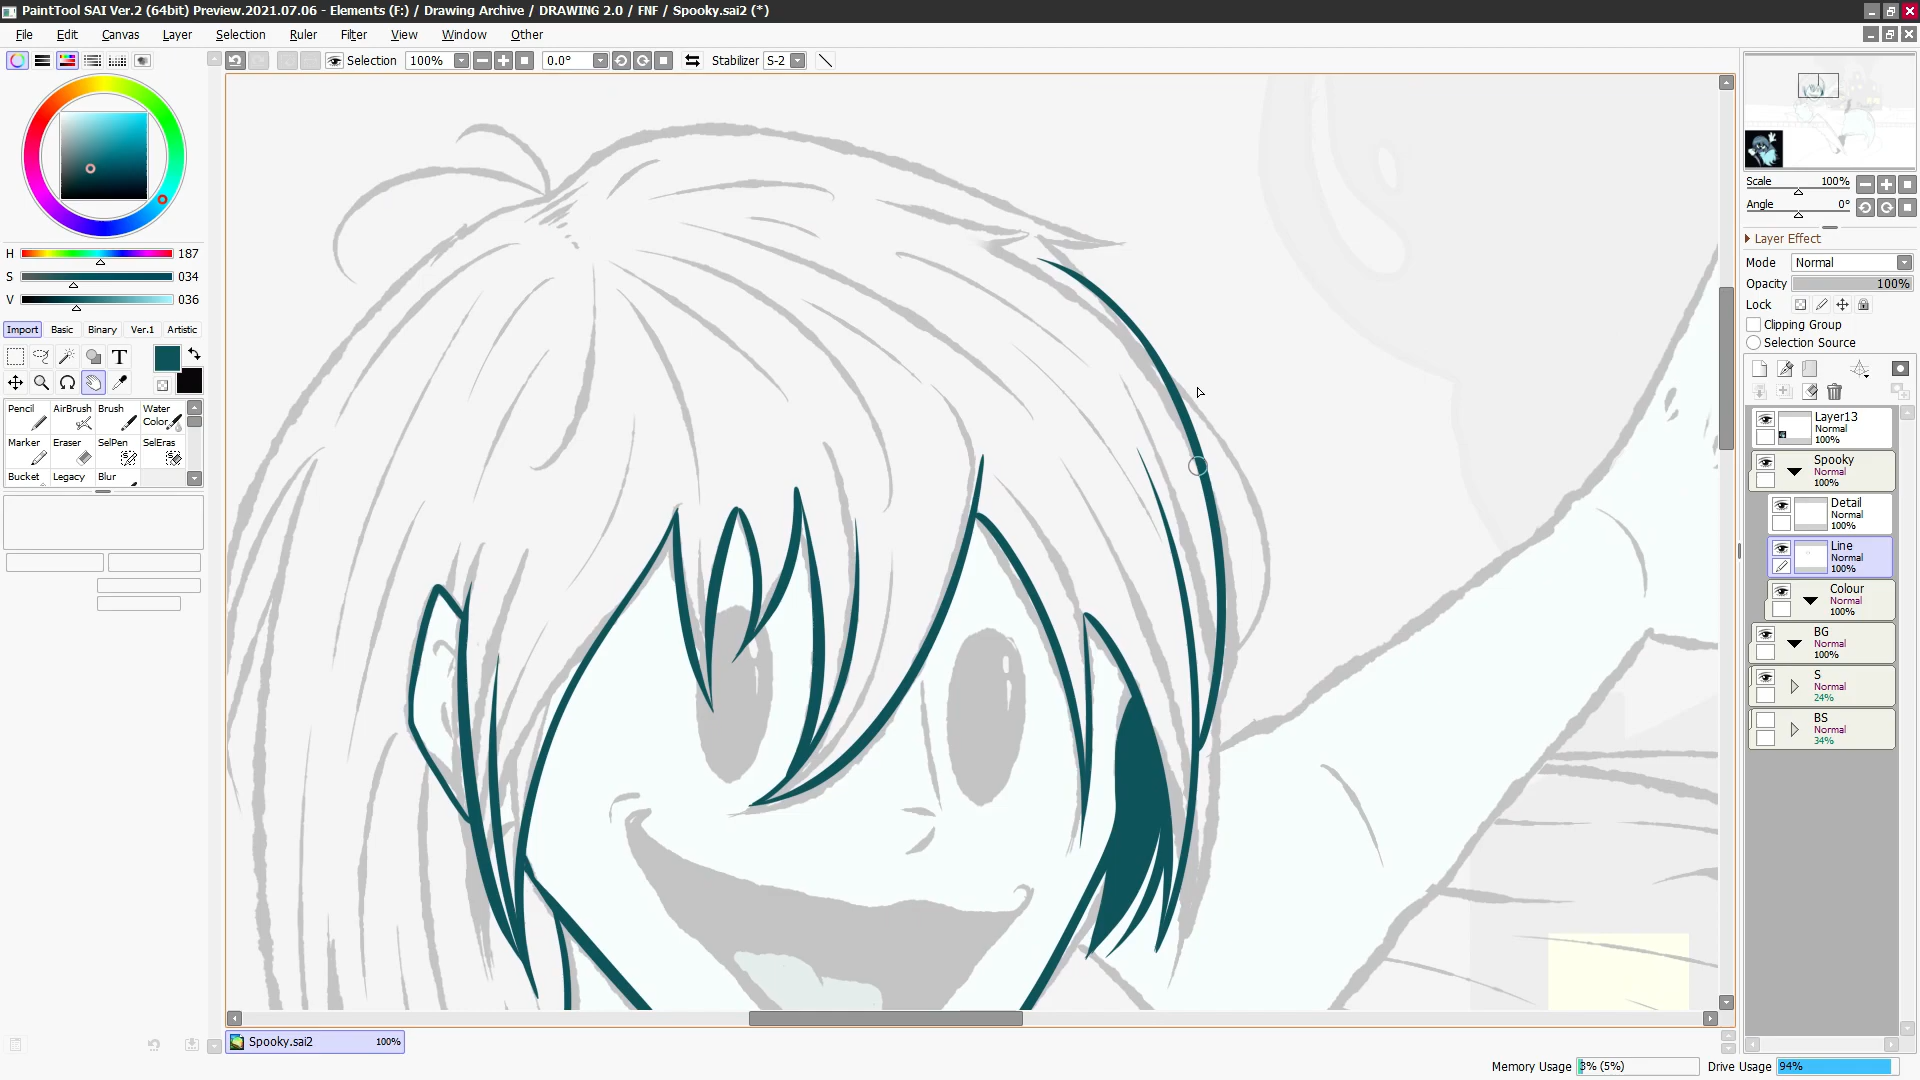 PaintTool SAI Ver.2 (64bit) Preview.2021.07.06 - Elements (F:) / Drawing Archive / DRAWING 2.0 / FNF / Spooky.sai2 (*)
File Edit Canvas Layer Selection Ruler Filter View Window Other
Selection 100% 0.0° Stabilizer S-2
H 187
S 034
V 036
Import Basic Binary Ver.1 Artistic
T
Pencil AirBrush Brush Water Color
Marker Eraser SelPen SelEras
Bucket Legacy Blur
Scale 100%
Angle 0°
Layer Effect
Mode Normal
Opacity 100%
Lock
Clipping Group
Selection Source
Layer13
Normal
100%
Spooky
Normal
100%
Detail
Normal
100%
Line
Normal
100%
Colour
Normal
100%
BG
Normal
100%
S
Normal
24%
BS
Normal
34%
Spooky.sai2 100%
Memory Usage 3% (5%) Drive Usage 94%